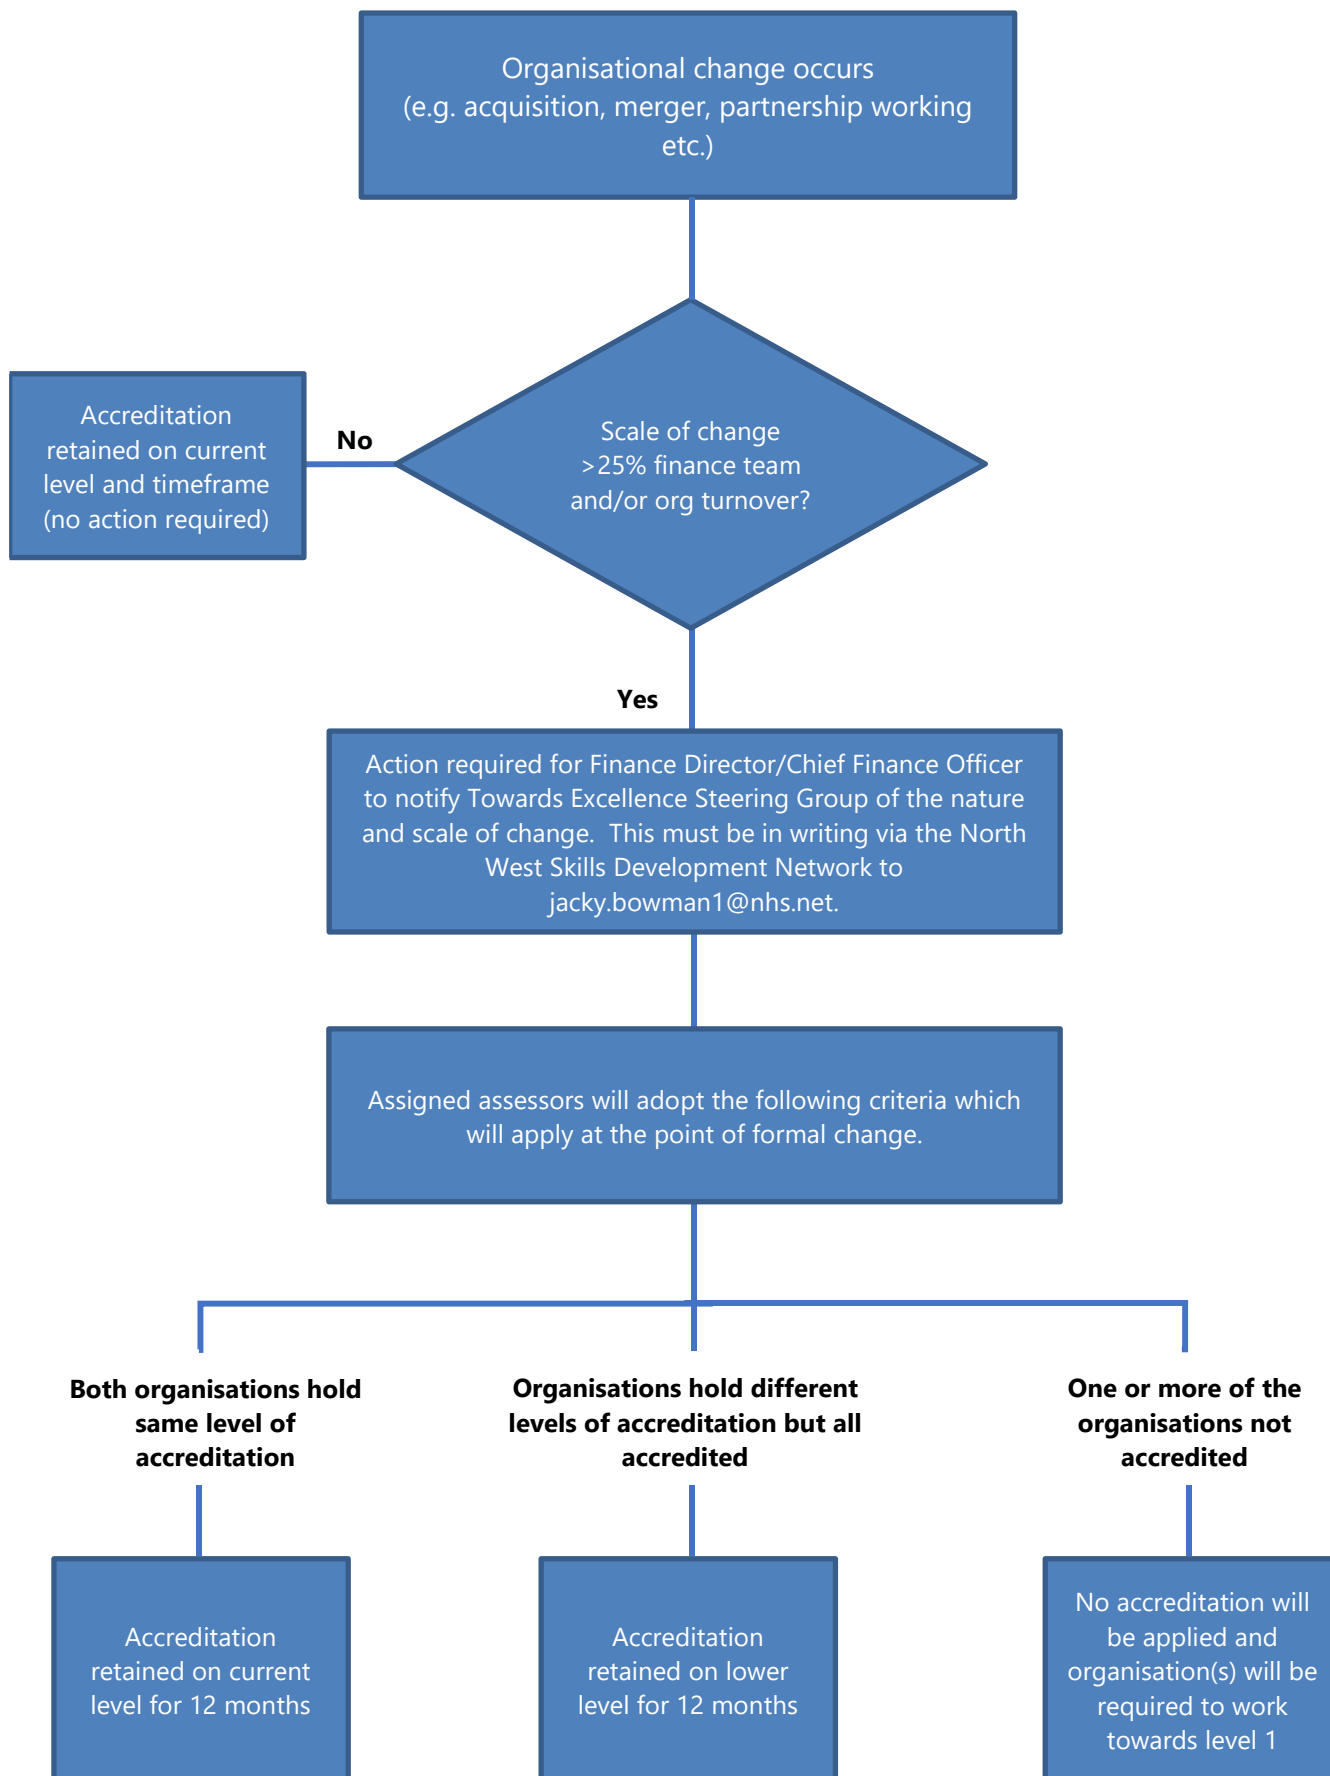 Organisational change occurs
(e.g. acquisition, merger, partnership working
etc.)
Scale of change
>25% finance team
and/or org turnover?
No
Accreditation
retained on current
level and timeframe
(no action required)
Yes
Action required for Finance Director/Chief Finance Officer
to notify Towards Excellence Steering Group of the nature
and scale of change.  This must be in writing via the North
West Skills Development Network to
jacky.bowman1@nhs.net.
Assigned assessors will adopt the following criteria which
will apply at the point of formal change.
Both organisations hold
same level of
accreditation
Accreditation
retained on current
level for 12 months
Organisations hold different
levels of accreditation but all
accredited
Accreditation
retained on lower
level for 12 months
One or more of the
organisations not
accredited
No accreditation will
be applied and
organisation(s) will be
required to work
towards level 1